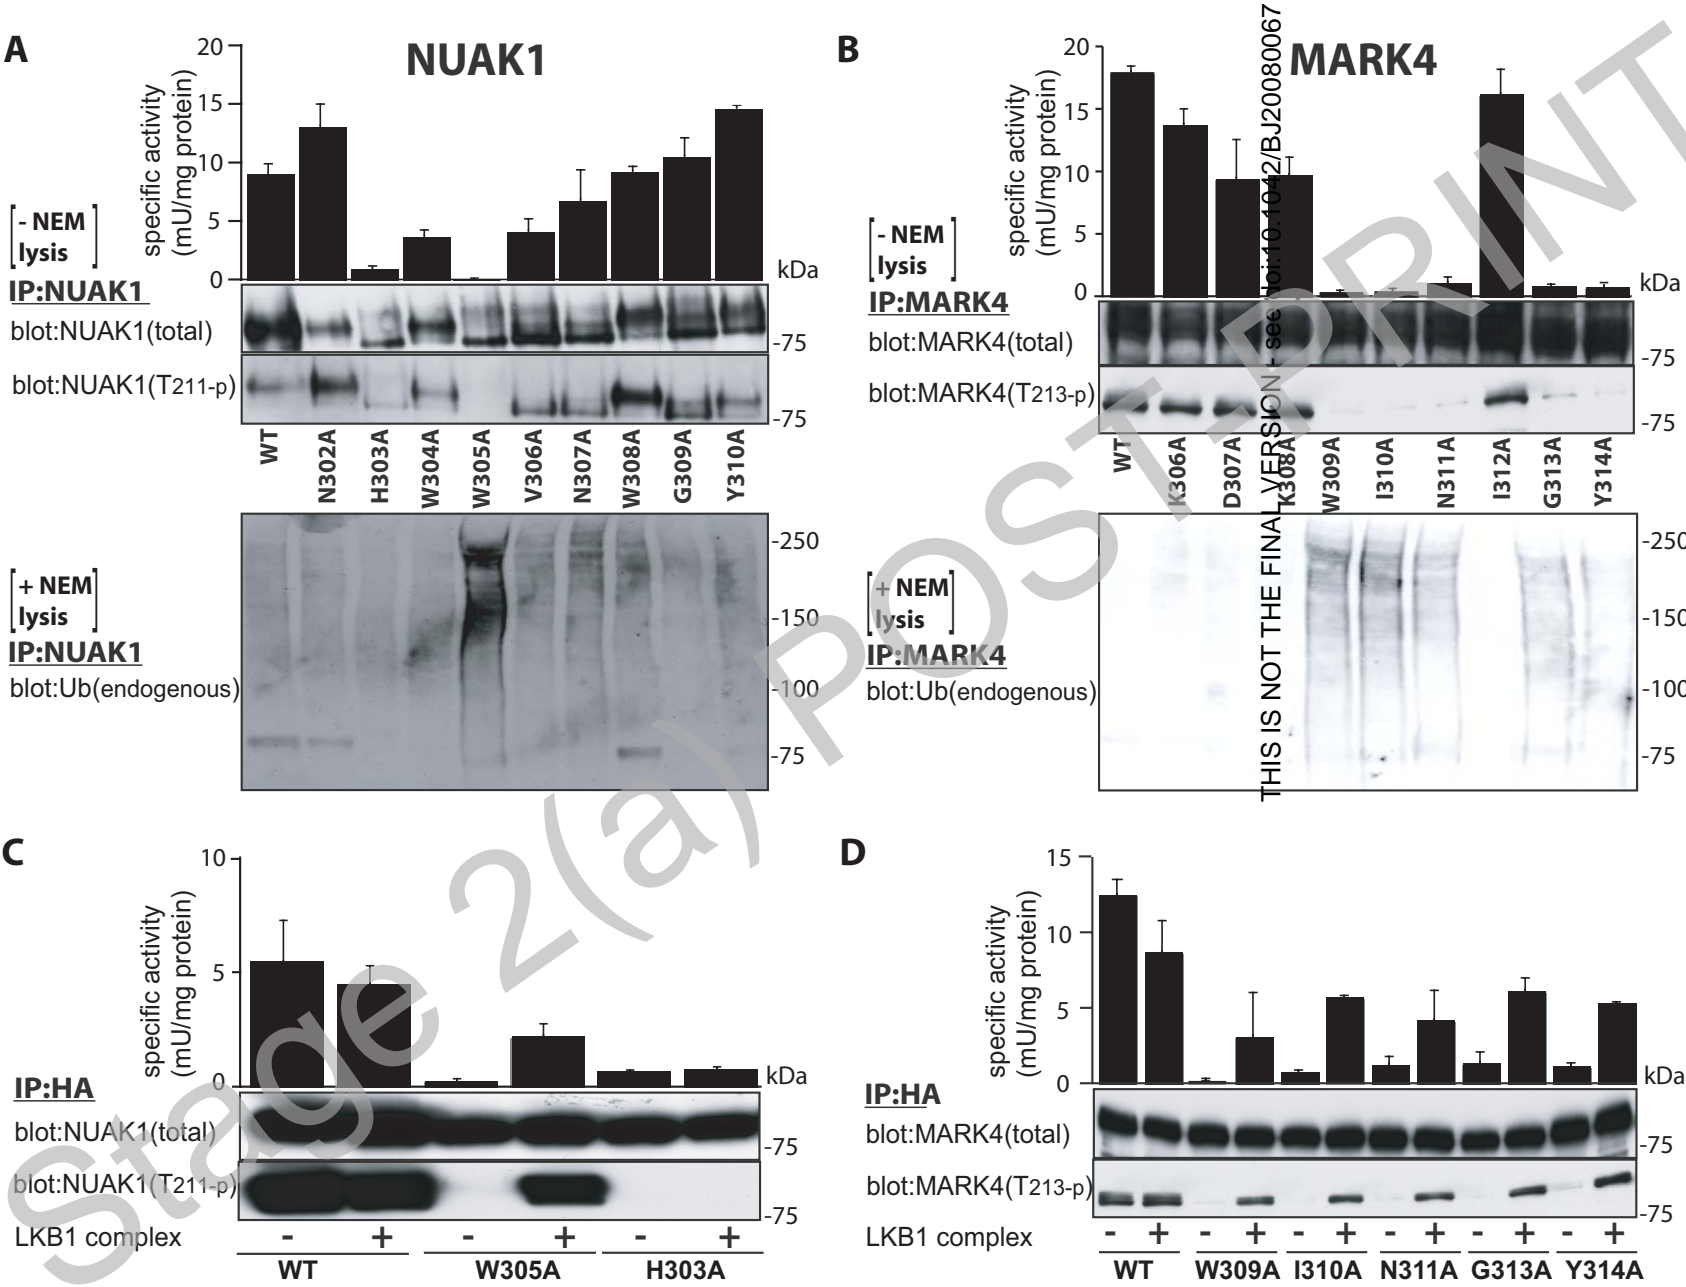 A
NUAK1
specific activity
(mU/mg protein)
20
15
10
5
0
[- NEM
lysis]
IP:NUAK1
kDa
blot:NUAK1(total)
-75
blot:NUAK1(T211-p)
-75
WT N302A H303A W304A W305A V306A N307A W308A G309A Y310A
[+ NEM
lysis]
IP:NUAK1
blot:Ub(endogenous)
-250
-150
-100
-75
B
MARK4
specific activity
(mU/mg protein)
20
15
10
5
0
[- NEM
lysis]
IP:MARK4
kDa
blot:MARK4(total)
-75
blot:MARK4(T213-p)
-75
WT K306A D307A K308A W309A I310A N311A I312A G313A Y314A
[+ NEM
lysis]
IP:MARK4
blot:Ub(endogenous)
-250
-150
-100
-75
C
specific activity
(mU/mg protein)
10
5
0
IP:HA
kDa
blot:NUAK1(total)
-75
blot:NUAK1(T211-p)
-75
LKB1 complex - + - + - +
WT W305A H303A
D
specific activity
(mU/mg protein)
15
10
5
0
IP:HA
kDa
blot:MARK4(total)
-75
blot:MARK4(T213-p)
-75
LKB1 complex - + - + - + - + - + - +
WT W309A I310A N311A G313A Y314A
THIS IS NOT THE FINAL VERSION - see doi:10.1042/BJ20080067
Stage 2(a) POST-PRINT